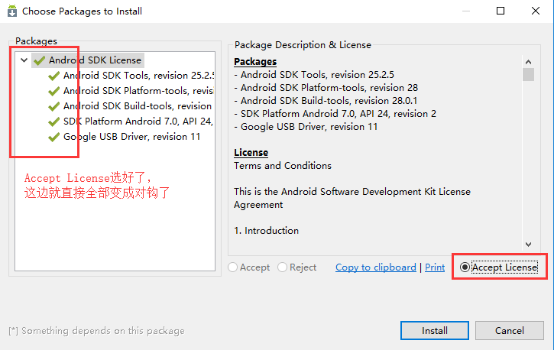 Choose Packages to Install
Packages
Android SDK License
Android SDK Tools, revision 25.2.5
Android SDK Platform-tools, revision
Android SDK Build-tools, revision
SDK Platform Android 7.0, API 24,
Google USB Driver, revision 11
Accept License选好了，
这边就直接全部变成对钩了
Package Description & License
Packages
- Android SDK Tools, revision 25.2.5
- Android SDK Platform-tools, revision 28
- Android SDK Build-tools, revision 28.0.1
- SDK Platform Android 7.0, API 24, revision 2
- Google USB Driver, revision 11
License
Terms and Conditions
This is the Android Software Development Kit License
Agreement
1. Introduction
Accept Reject Copy to clipboard | Print Accept License
[*] Something depends on this package
Install Cancel